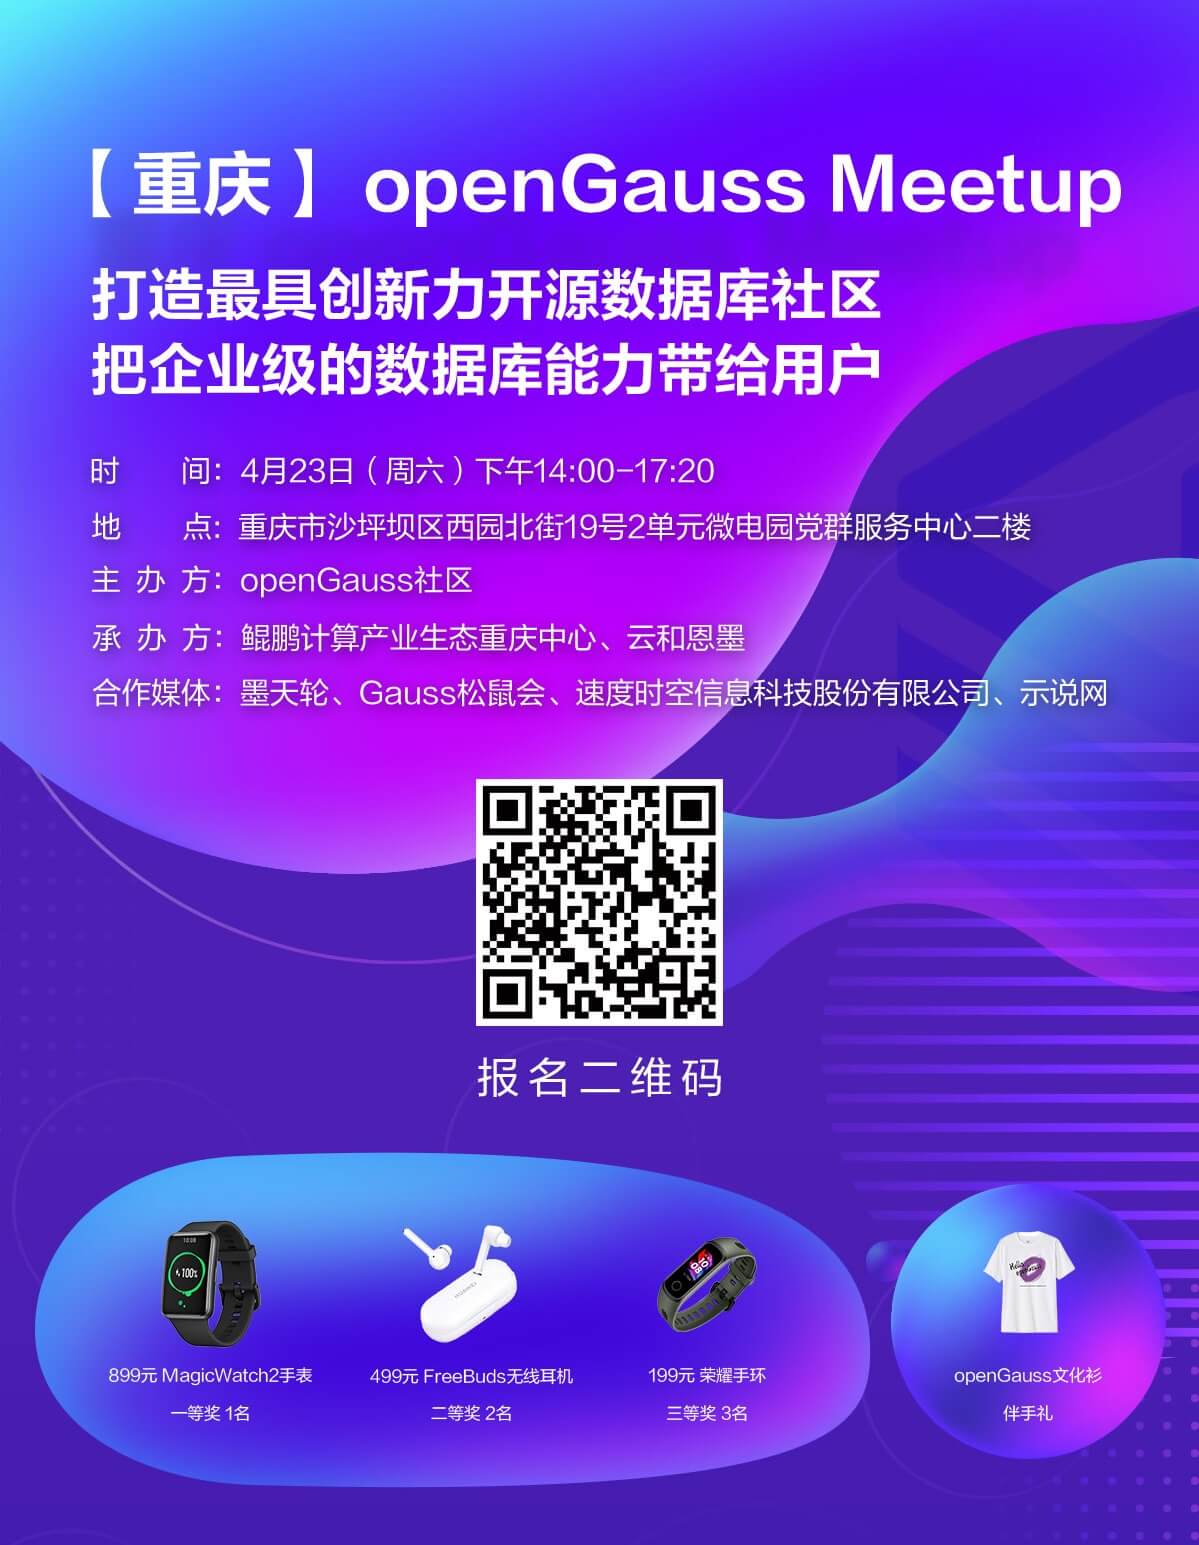 【重庆】 openGauss Meetup
打造最具创新力开源数据库社区
把企业级的数据库能力带给用户
时 间：4月23日（周六）下午14:00-17:20
地 点：重庆市沙坪坝区西园北街19号2单元微电园党群服务中心二楼
主 办 方：openGauss社区
承 办 方：鲲鹏计算产业生态重庆中心、云和恩墨
合作媒体：墨天轮、Gauss松鼠会、速度时空信息科技股份有限公司、示说网
报名二维码
10:08
100%
HUAWEI
10
08
Hello
899元 MagicWatch2手表
499元 FreeBuds无线耳机
199元 荣耀手环
openGauss文化衫
一等奖 1名
二等奖 2名
三等奖 3名
伴手礼